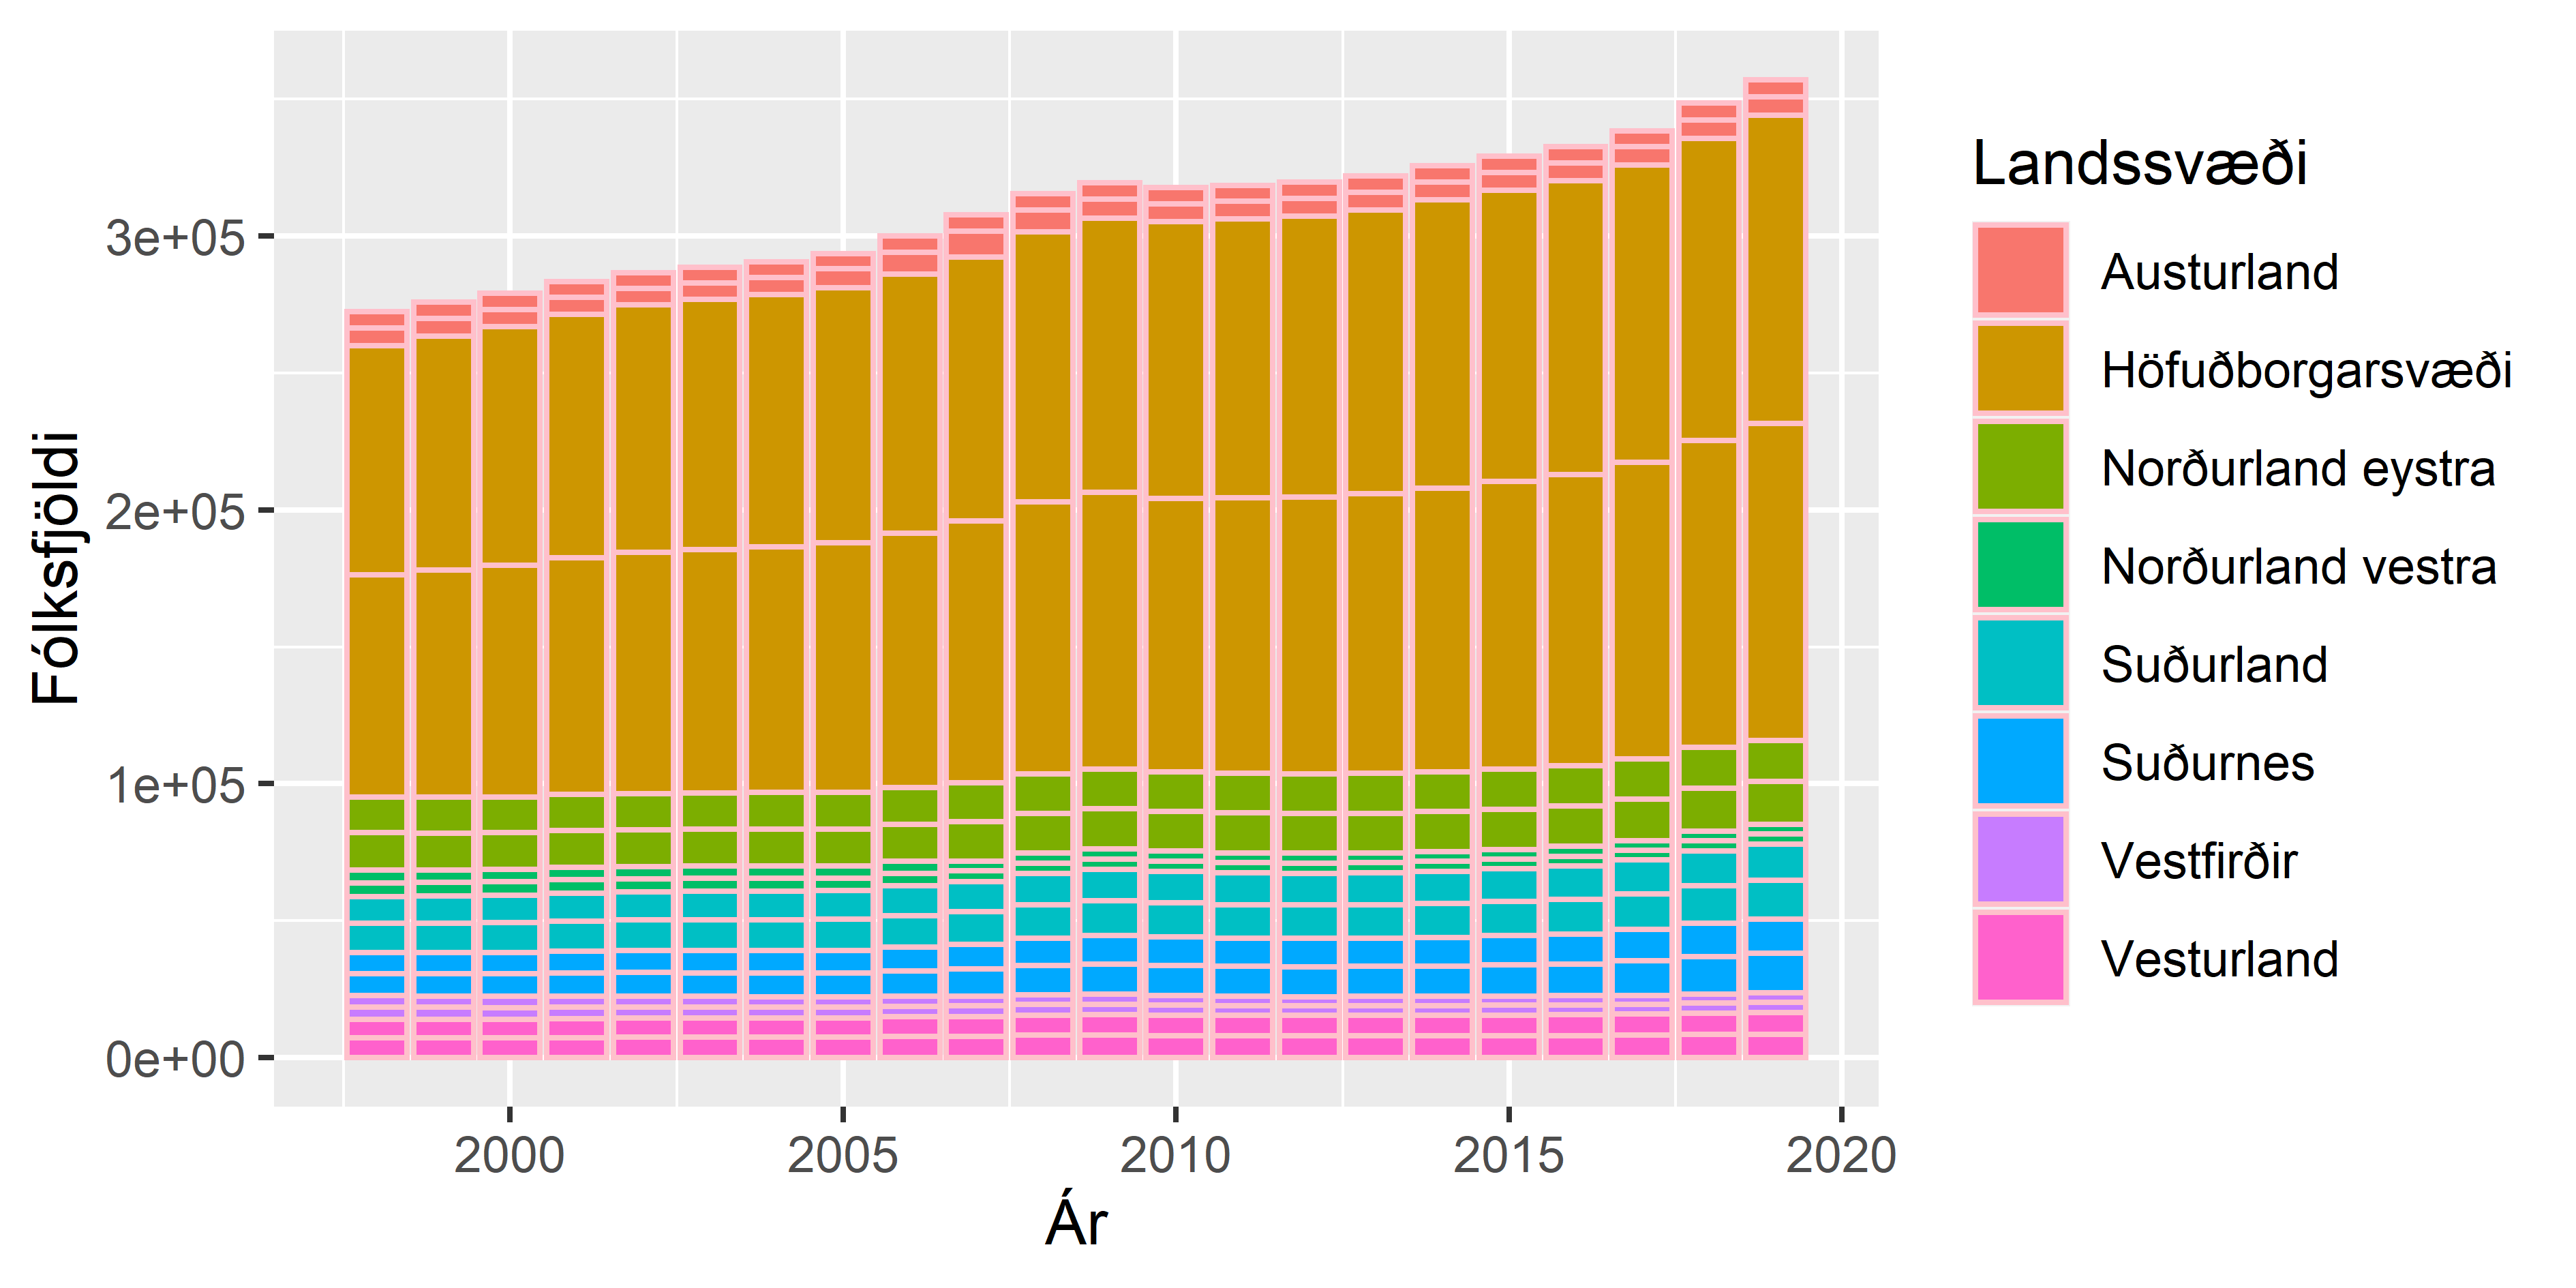 Fólksfjöldi
3e+05
2e+05
1e+05
0e+00
2000
2005
2010
2015
2020
Ár
Landssvæði
Austurland
Höfuðborgarsvæði
Norðurland eystra
Norðurland vestra
Suðurland
Suðurnes
Vestfirðir
Vesturland